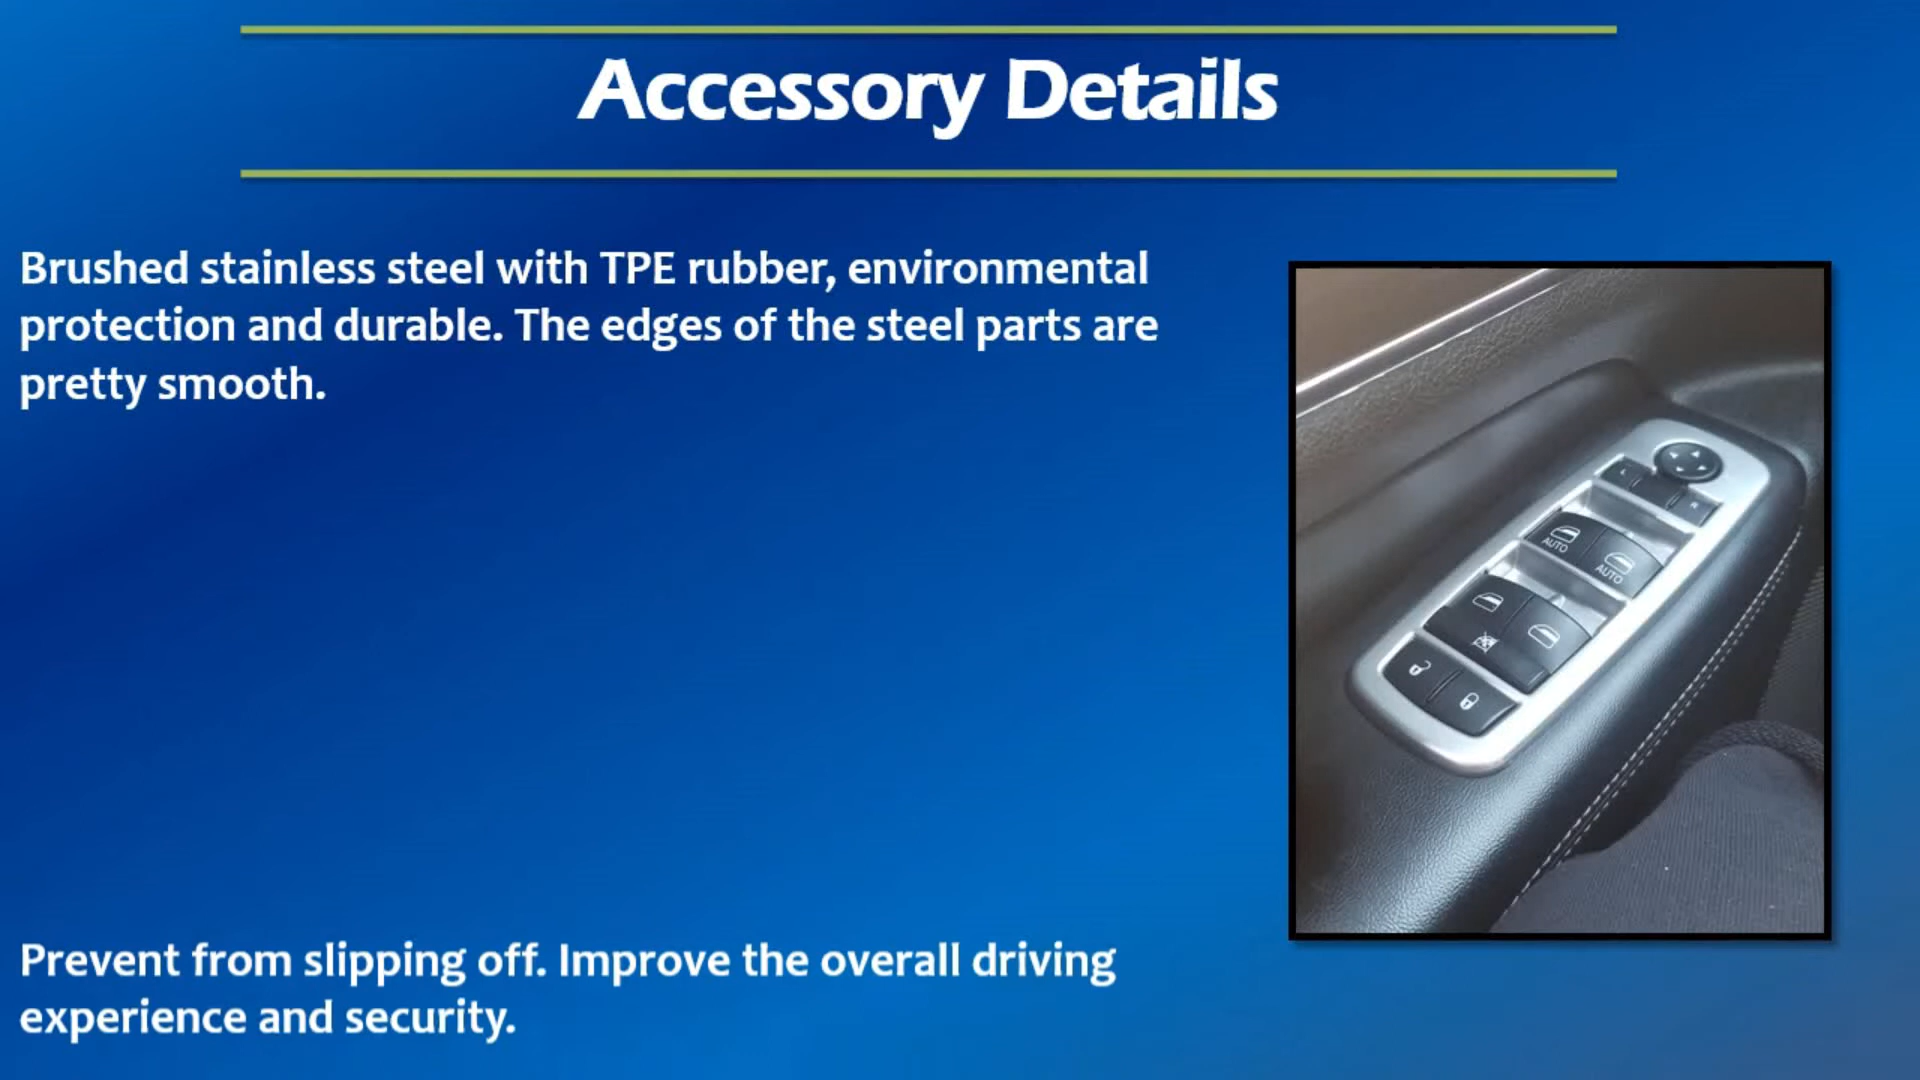 Accessory Details
Brushed stainless steel with TPE rubber, environmental
protection and durable. The edges of the steel parts are
pretty smooth.
L
R
AUTO
AUTO
Prevent from slipping off. Improve the overall driving
experience and security.